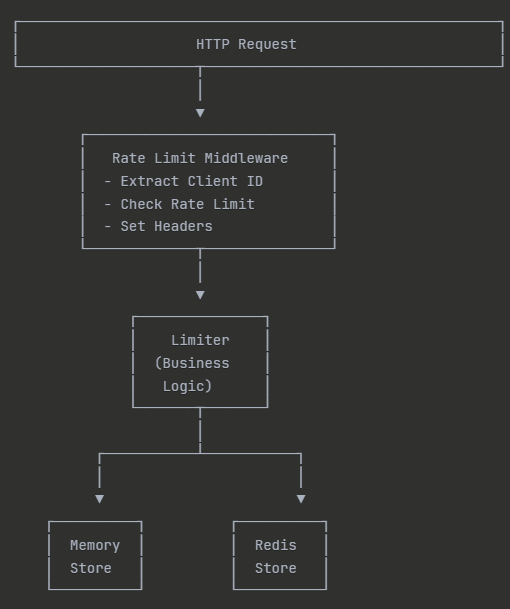 HTTP Request
Rate Limit Middleware
- Extract Client ID
- Check Rate Limit
- Set Headers
Limiter
(Business
Logic)
Memory
Store
Redis
Store